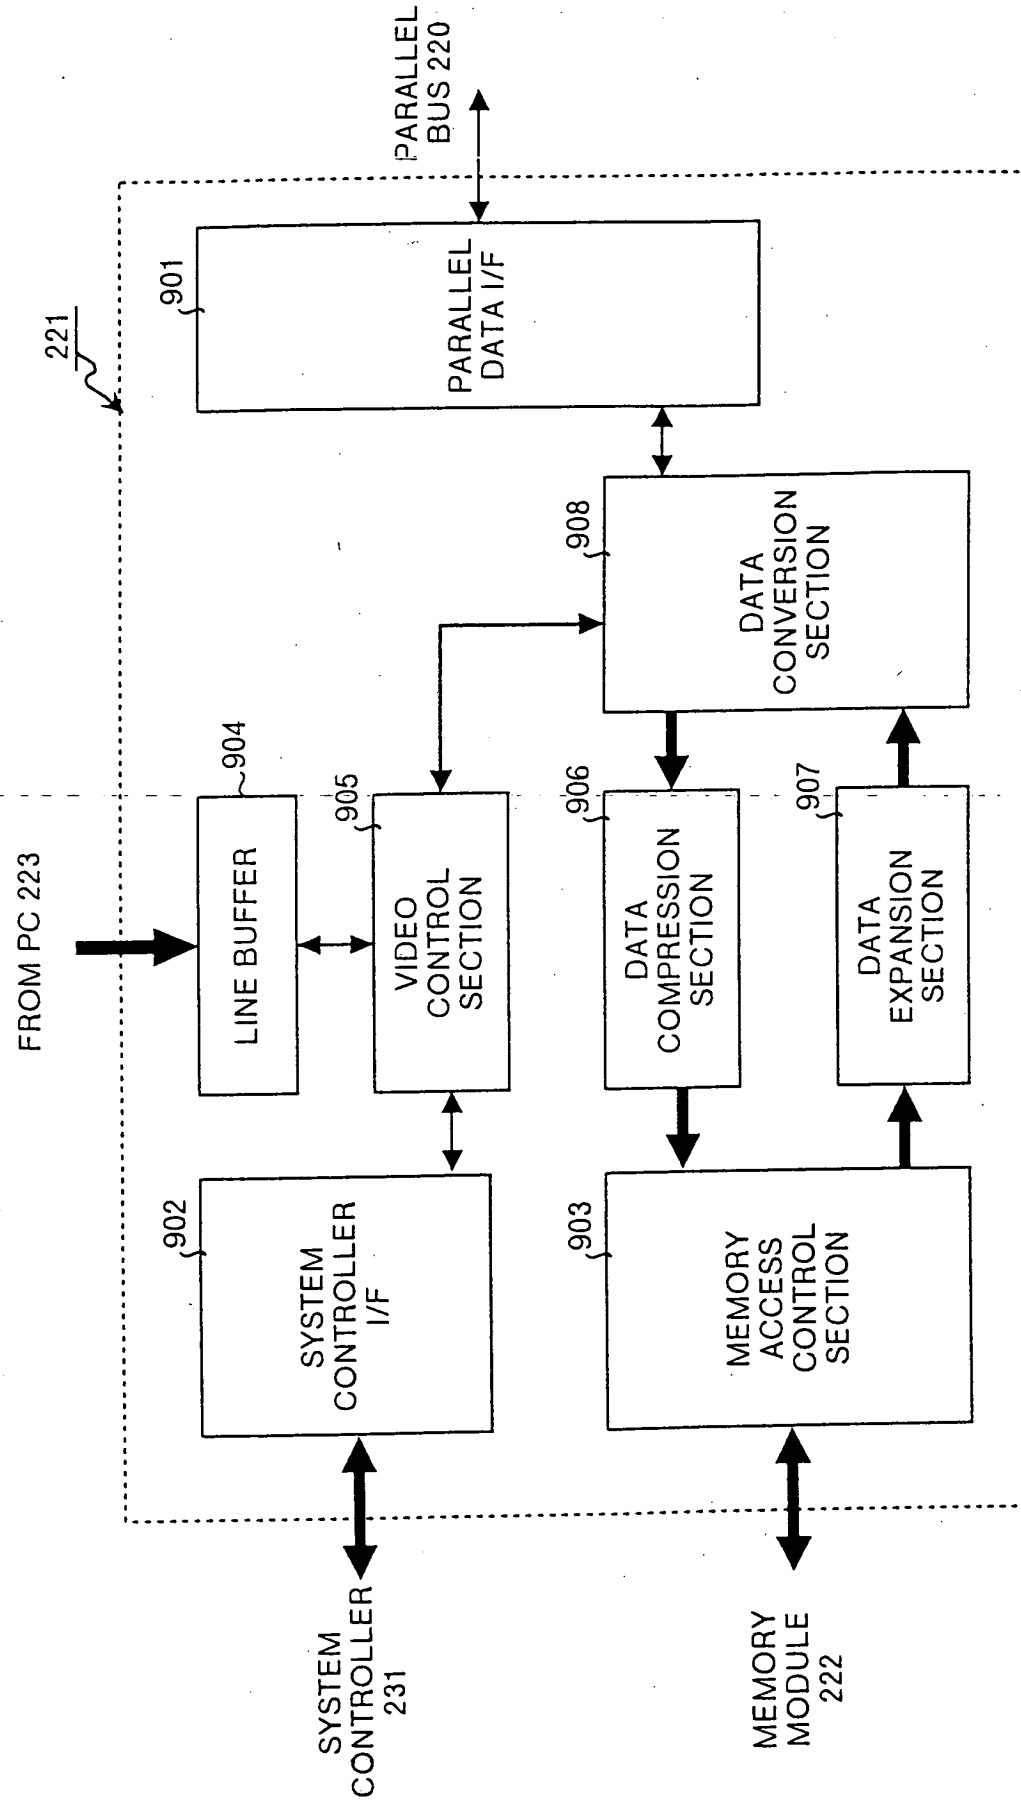 FROM PC 223
221
904
LINE BUFFER
902
SYSTEM
CONTROLLER
I/F
905
VIDEO
CONTROL
SECTION
901
PARALLEL
DATA I/F
PARALLEL
BUS 220
SYSTEM
CONTROLLER
231
903
MEMORY
ACCESS
CONTROL
SECTION
906
DATA
COMPRESSION
SECTION
908
DATA
CONVERSION
SECTION
907
DATA
EXPANSION
SECTION
MEMORY
MODULE
222